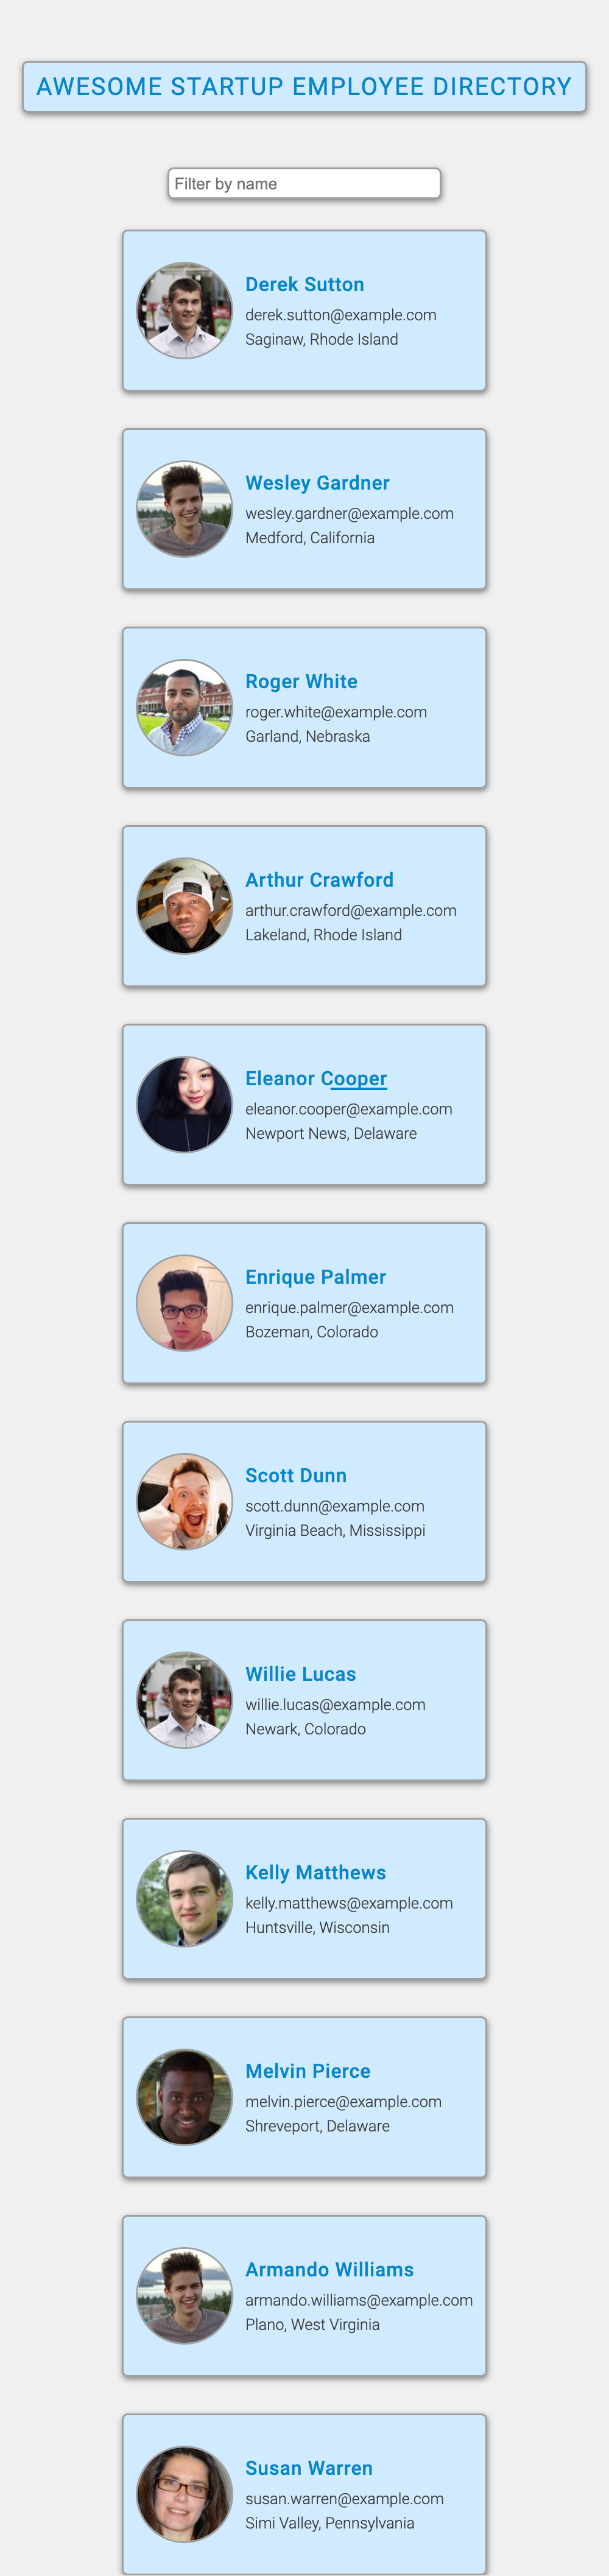 AWESOME STARTUP EMPLOYEE DIRECTORY
Filter by name
Derek Sutton
derek.sutton@example.com
Saginaw, Rhode Island
Wesley Gardner
wesley.gardner@example.com
Medford, California
Roger White
roger.white@example.com
Garland, Nebraska
Arthur Crawford
arthur.crawford@example.com
Lakeland, Rhode Island
Eleanor Cooper
eleanor.cooper@example.com
Newport News, Delaware
Enrique Palmer
enrique.palmer@example.com
Bozeman, Colorado
Scott Dunn
scott.dunn@example.com
Virginia Beach, Mississippi
Willie Lucas
willie.lucas@example.com
Newark, Colorado
Kelly Matthews
kelly.matthews@example.com
Huntsville, Wisconsin
Melvin Pierce
melvin.pierce@example.com
Shreveport, Delaware
Armando Williams
armando.williams@example.com
Plano, West Virginia
Susan Warren
susan.warren@example.com
Simi Valley, Pennsylvania